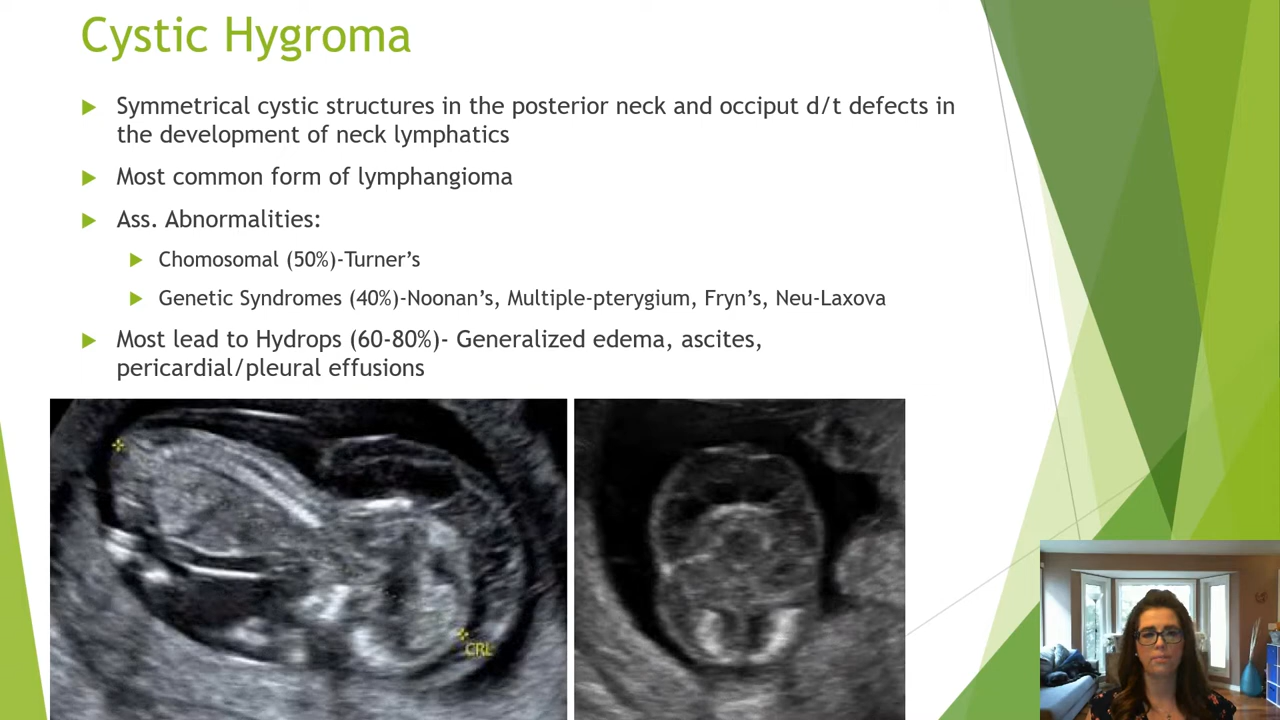 Cystic Hygroma
Symmetrical cystic structures in the posterior neck and occiput d/t defects in
the development of neck lymphatics
Most common form of lymphangioma
Ass. Abnormalities:
Chomosomal (50%)-Turner’s
Genetic Syndromes (40%)-Noonan’s, Multiple-pterygium, Fryn’s, Neu-Laxova
Most lead to Hydrops (60-80%)- Generalized edema, ascites,
pericardial/pleural effusions
CRL